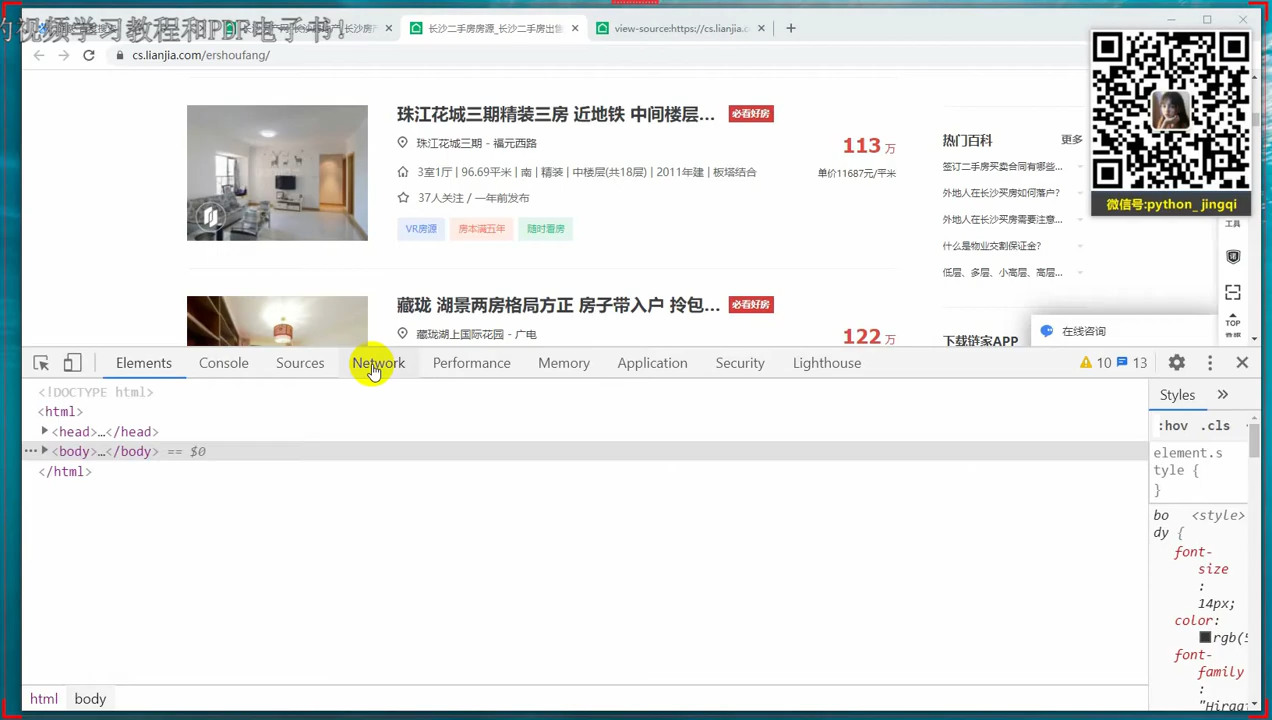 的视频学习教程和PDF电子书!
长沙二手房房源_长沙二手房出售
view-source:https://cs.lianjia.c
cs.lianjia.com/ershoufang/
珠江花城三期精装三房 近地铁 中间楼层... 必看好房
珠江花城三期 - 福元西路
113 万
3室1厅 | 96.69平米 | 南 | 精装 | 中楼层(共18层) | 2011年建 | 板塔结合
单价11687元/平米
37人关注 / 一年前发布
VR房源 房本满五年 随时看房
藏珑 湖景两房格局方正 房子带入户 拎包... 必看好房
藏珑湖上国际花园 - 广电
122 万
热门百科 更多
签订二手房买卖合同有哪些...
外地人在长沙买房如何落户?
外地人在长沙买房需要注意...
什么是物业交割保证金?
低层、多层、小高层、高层...
下载链家APP
微信号:python_jingqi
工具
TOP
在线咨询
Elements Console Sources Network Performance Memory Application Security Lighthouse 10 13
<!DOCTYPE html>
<html>
<head>…</head>
<body>…</body> == $0
</html>
Styles
:hov .cls
element.s
tyle {
}
bo <style>
dy {
font-
size
:
14px;
color:
rgb(5
font-
family
:
html body